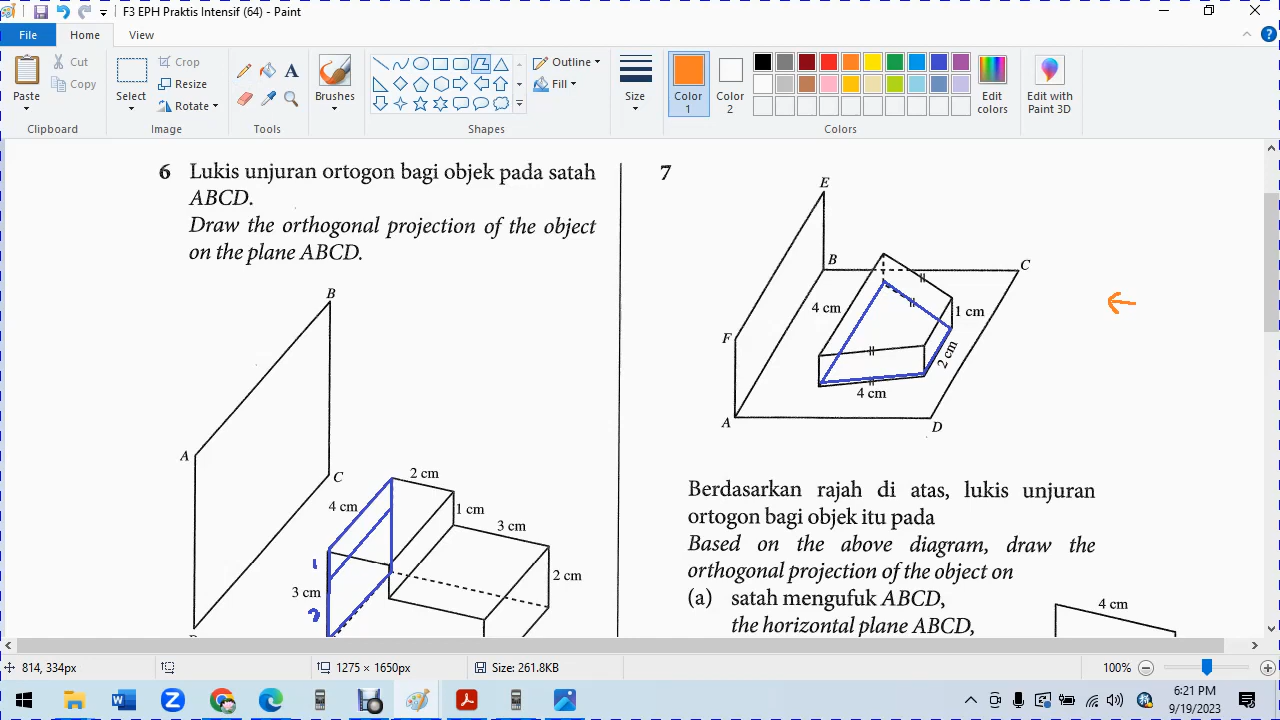 F3 EPH Praktis Intensif (64) - Paint
File Home View
Paste Cut Copy Clipboard
Select Crop Resize Rotate Image
Tools
Brushes
Outline Fill Shapes
Size
Color 1 Color 2 Edit colors Colors
Edit with Paint 3D
6 Lukis unjuran ortogon bagi objek pada satah
ABCD.
Draw the orthogonal projection of the object
on the plane ABCD.
B
A
C
2 cm
4 cm
1 cm
3 cm
2 cm
3 cm
7
E
B
C
4 cm
1 cm
F
2 cm
4 cm
A
D
Berdasarkan rajah di atas, lukis unjuran
ortogon bagi objek itu pada
Based on the above diagram, draw the
orthogonal projection of the object on
(a) satah mengufuk ABCD,
the horizontal plane ABCD,
4 cm
814, 334px
1275 × 1650px
Size: 261.8KB
100%
6:21 PM
9/19/2023